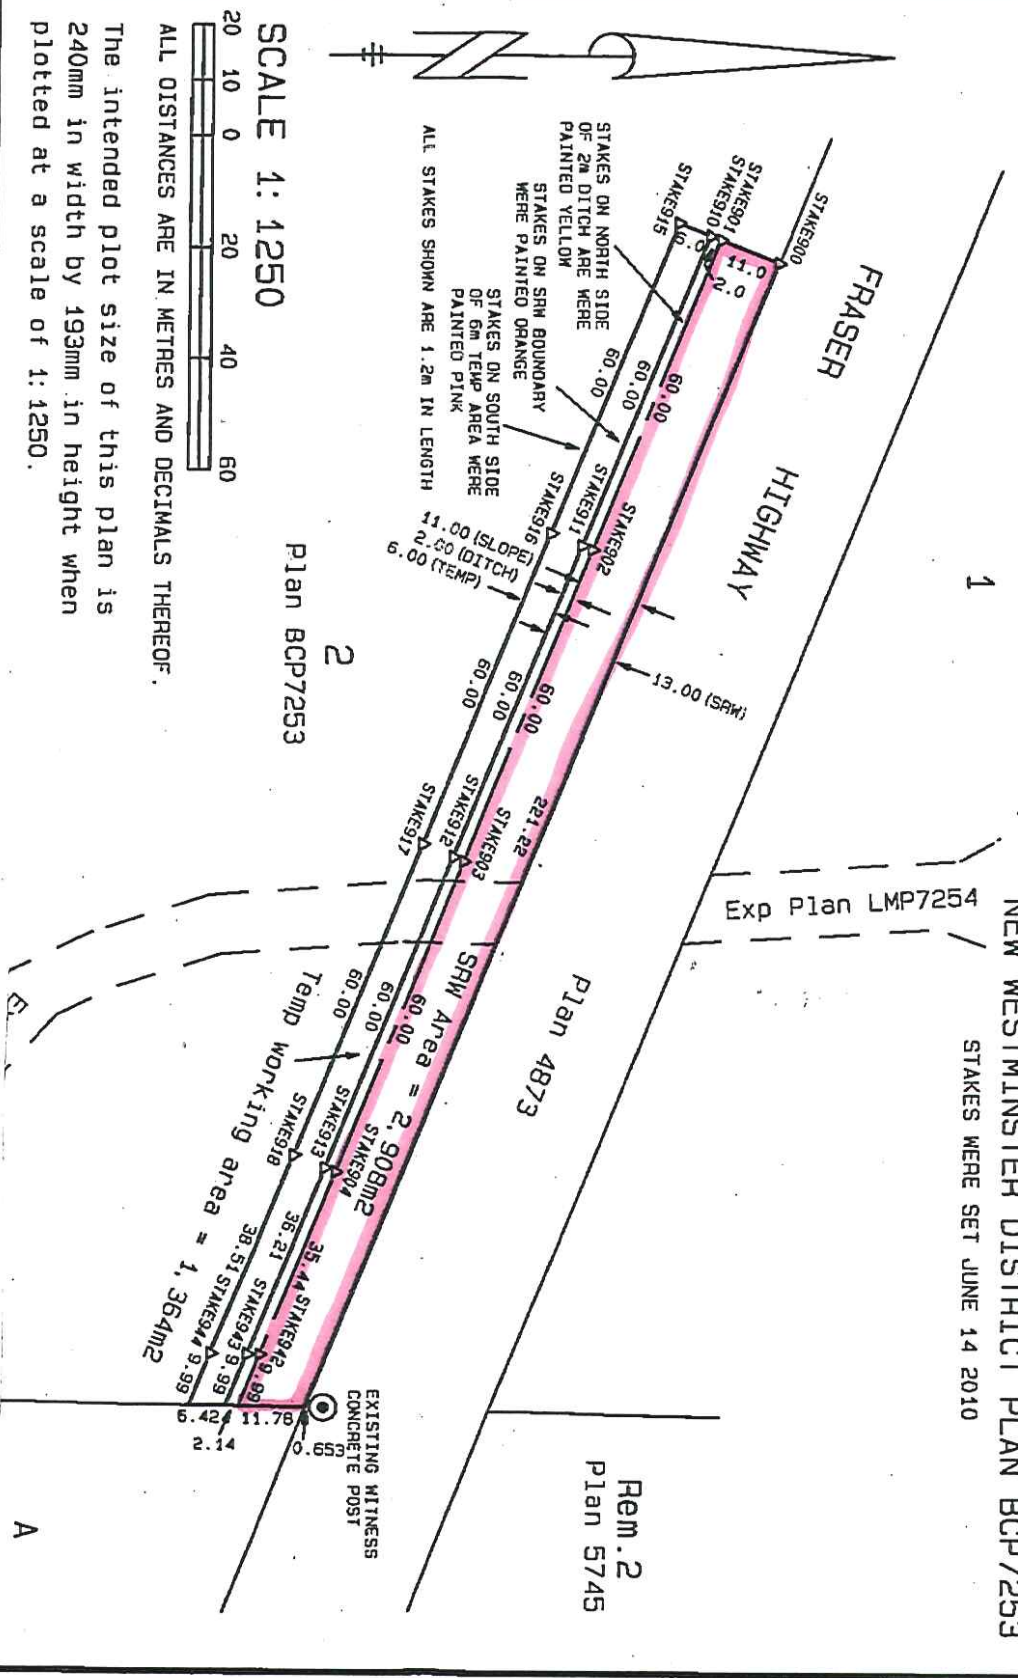 NEW WESTMINSTER DISTRICT PLAN BCP7253
STAKES WERE SET JUNE 14 2010
1
Exp Plan LMP7254
Rem.2
Plan 5745
FRASER
HIGHWAY
Plan 4873
STAKE900
STAKE901
STAKE910
STAKE915
11.0
2.0
6.0
STAKES ON NORTH SIDE
OF 2m DITCH ARE WERE
PAINTED YELLOW
STAKES ON SRW BOUNDARY
WERE PAINTED ORANGE
STAKES ON SOUTH SIDE
OF 6m TEMP AREA WERE
PAINTED PINK
ALL STAKES SHOWN ARE 1.2m IN LENGTH
60.00
60.00
60.00
STAKE902
STAKE911
STAKE916
11.00 (SLOPE)
2.00 (DITCH)
6.00 (TEMP)
13.00 (SRW)
221.22
60.00
60.00
60.00
STAKE903
STAKE912
STAKE917
SRW Area = 2,908m2
60.00
60.00
60.00
Temp working area = 1,364m2
STAKE904
STAKE913
STAKE918
35.44 STAKE942 9.99
36.21 STAKE943 9.99
38.51 STAKE944 9.99
EXISTING WITNESS
CONCRETE POST
0.653
11.78
2.14
6.424
A
2
Plan BCP7253
SCALE 1: 1250
20 10 0 20 40 60
ALL DISTANCES ARE IN METRES AND DECIMALS THEREOF.
The intended plot size of this plan is
240mm in width by 193mm in height when
plotted at a scale of 1: 1250.